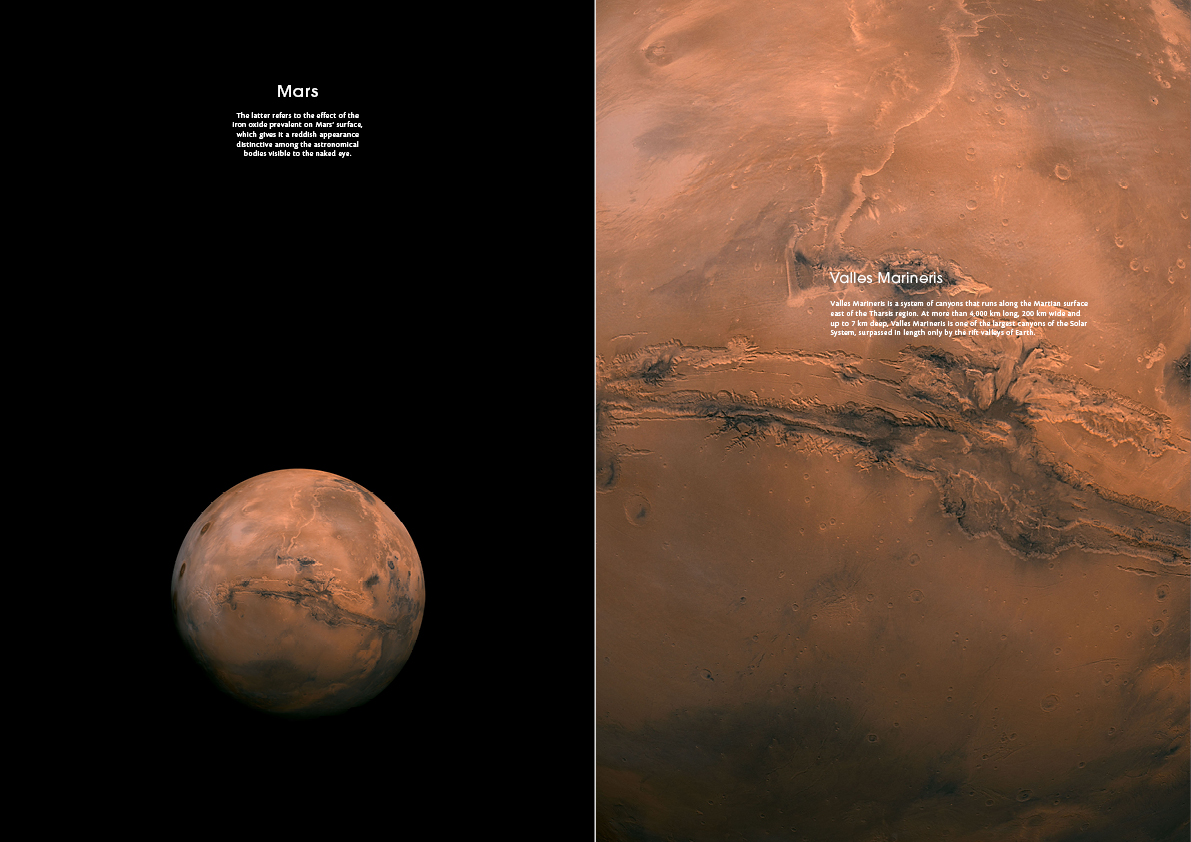 Mars
The latter refers to the effect of the
iron oxide prevalent on Mars' surface,
which gives it a reddish appearance
distinctive among the astronomical
bodies visible to the naked eye.
Valles Marineris
Valles Marineris is a system of canyons that runs along the Martian surface
east of the Tharsis region. At more than 4,000 km long, 200 km wide and
up to 7 km deep, Valles Marineris is one of the largest canyons of the Solar
System, surpassed in length only by the rift valleys of Earth.